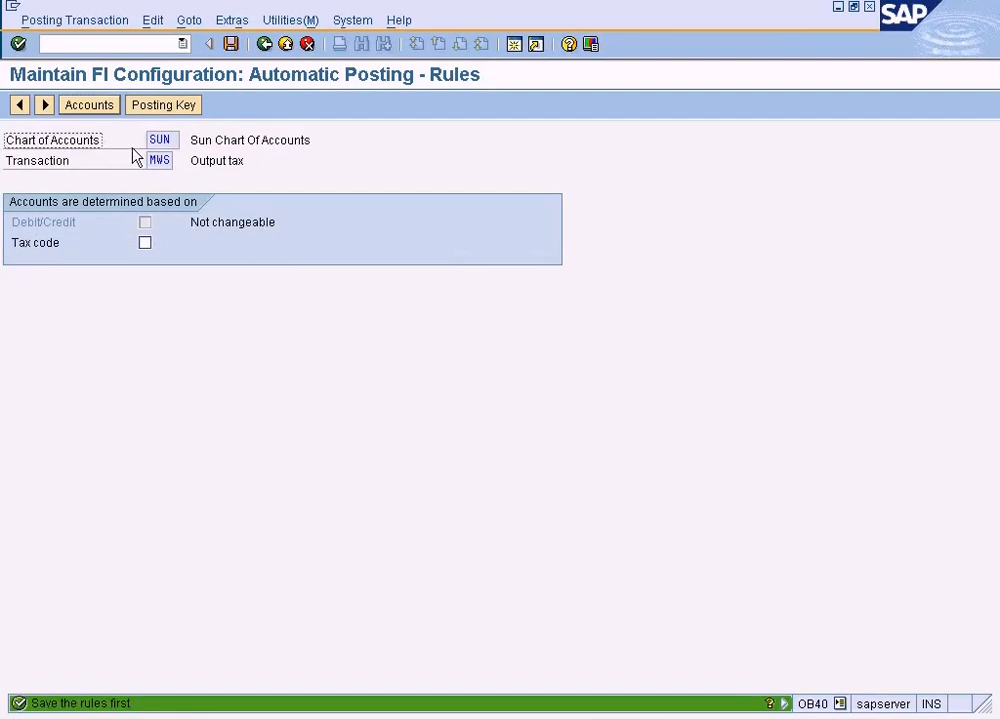 Posting Transaction Edit Goto Extras Utilities(M) System Help
SAP
Maintain FI Configuration: Automatic Posting - Rules
Accounts Posting Key
Chart of Accounts SUN Sun Chart Of Accounts
Transaction MWS Output tax
Accounts are determined based on
Debit/Credit Not changeable
Tax code
Save the rules first OB40 sapserver INS